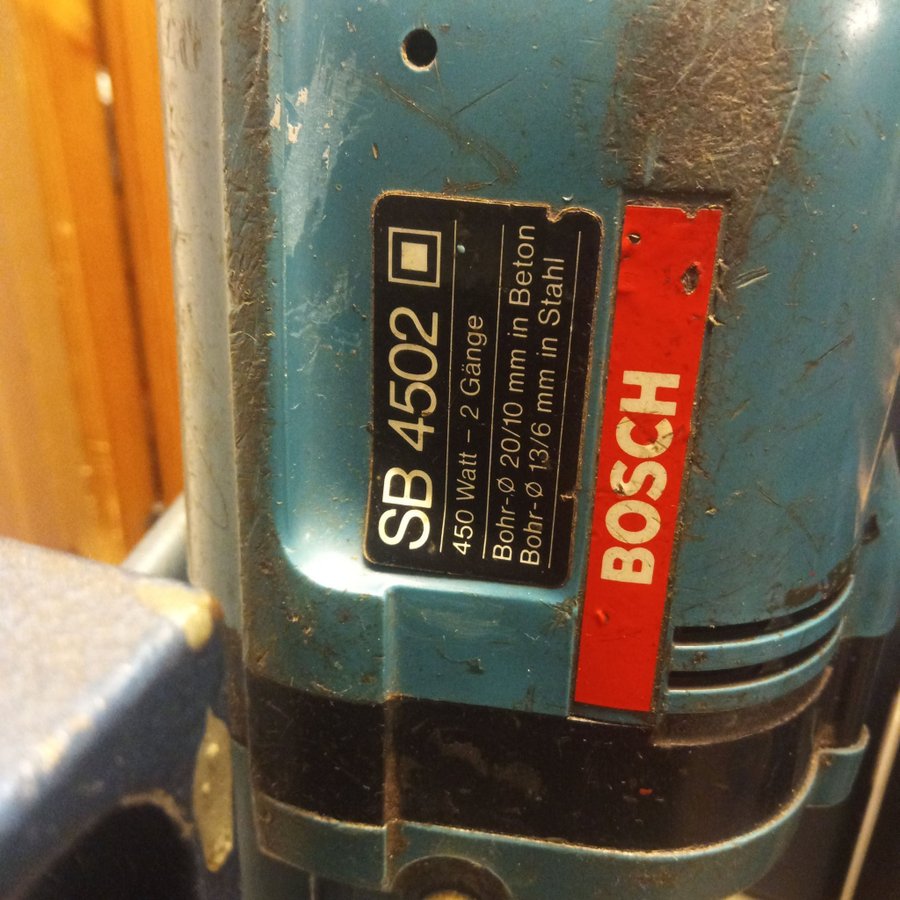 SB 4502
450 Watt – 2 Gänge
Bohr-Ø 20/10 mm in Beton
Bohr-Ø 13/6 mm in Stahl
BOSCH